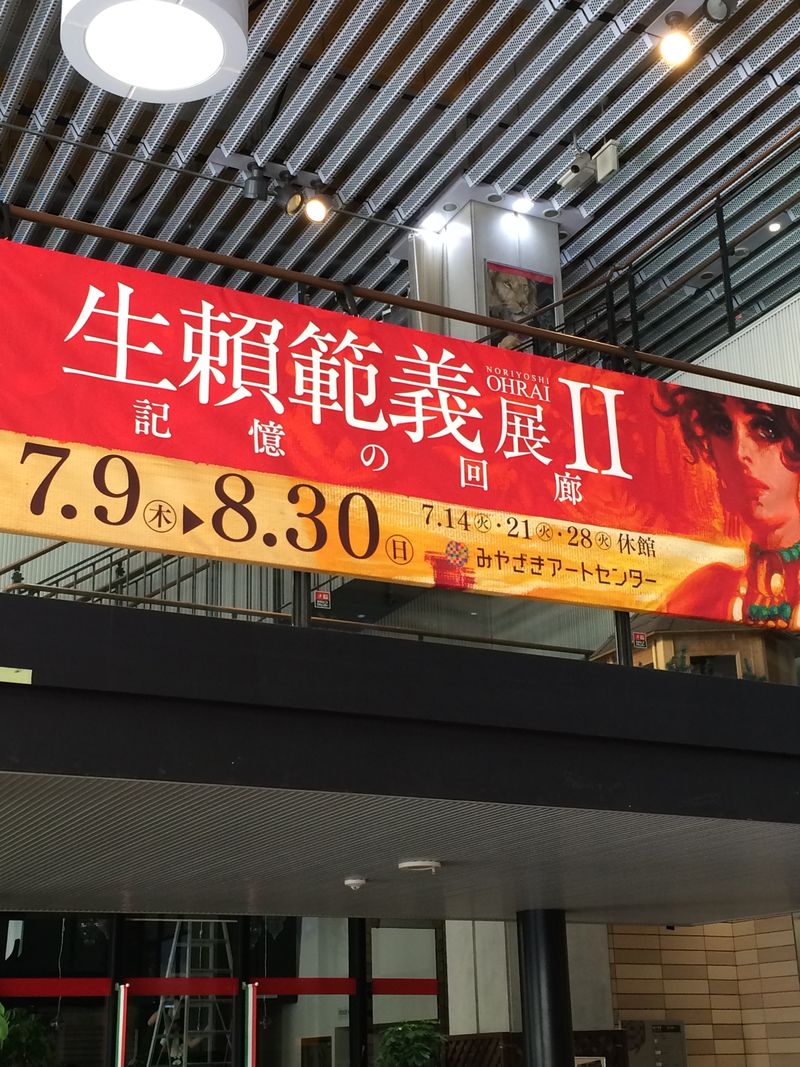 生賴範義展II
NORIYOSHI
OHRAI
記憶の回廊
7.9㊍▶8.30㊐
7.14㊋・21㊋・28㊋休館
みやざきアートセンター